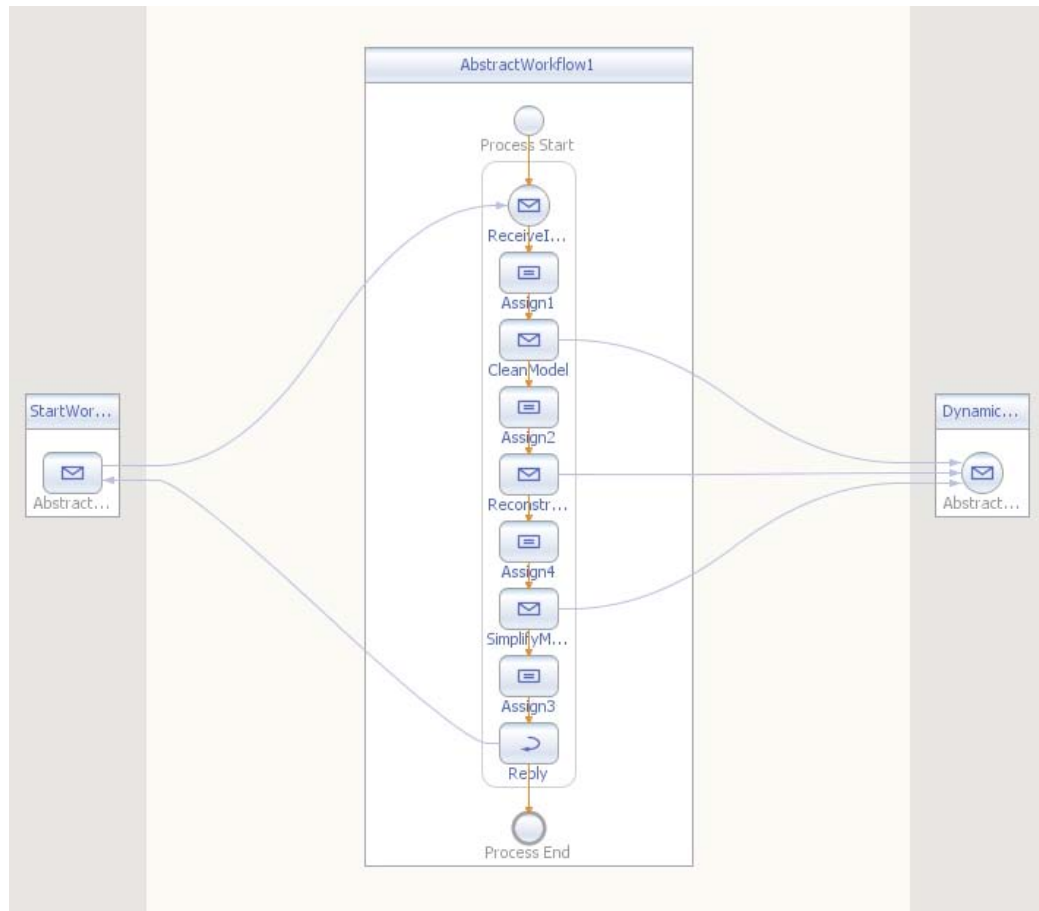 AbstractWorkflow1
Process Start
ReceiveI...
Assign1
CleanModel
Assign2
Reconstr...
Assign4
SimplifyM...
Assign3
Reply
Process End
StartWor...
Abstract...
Dynamic...
Abstract...